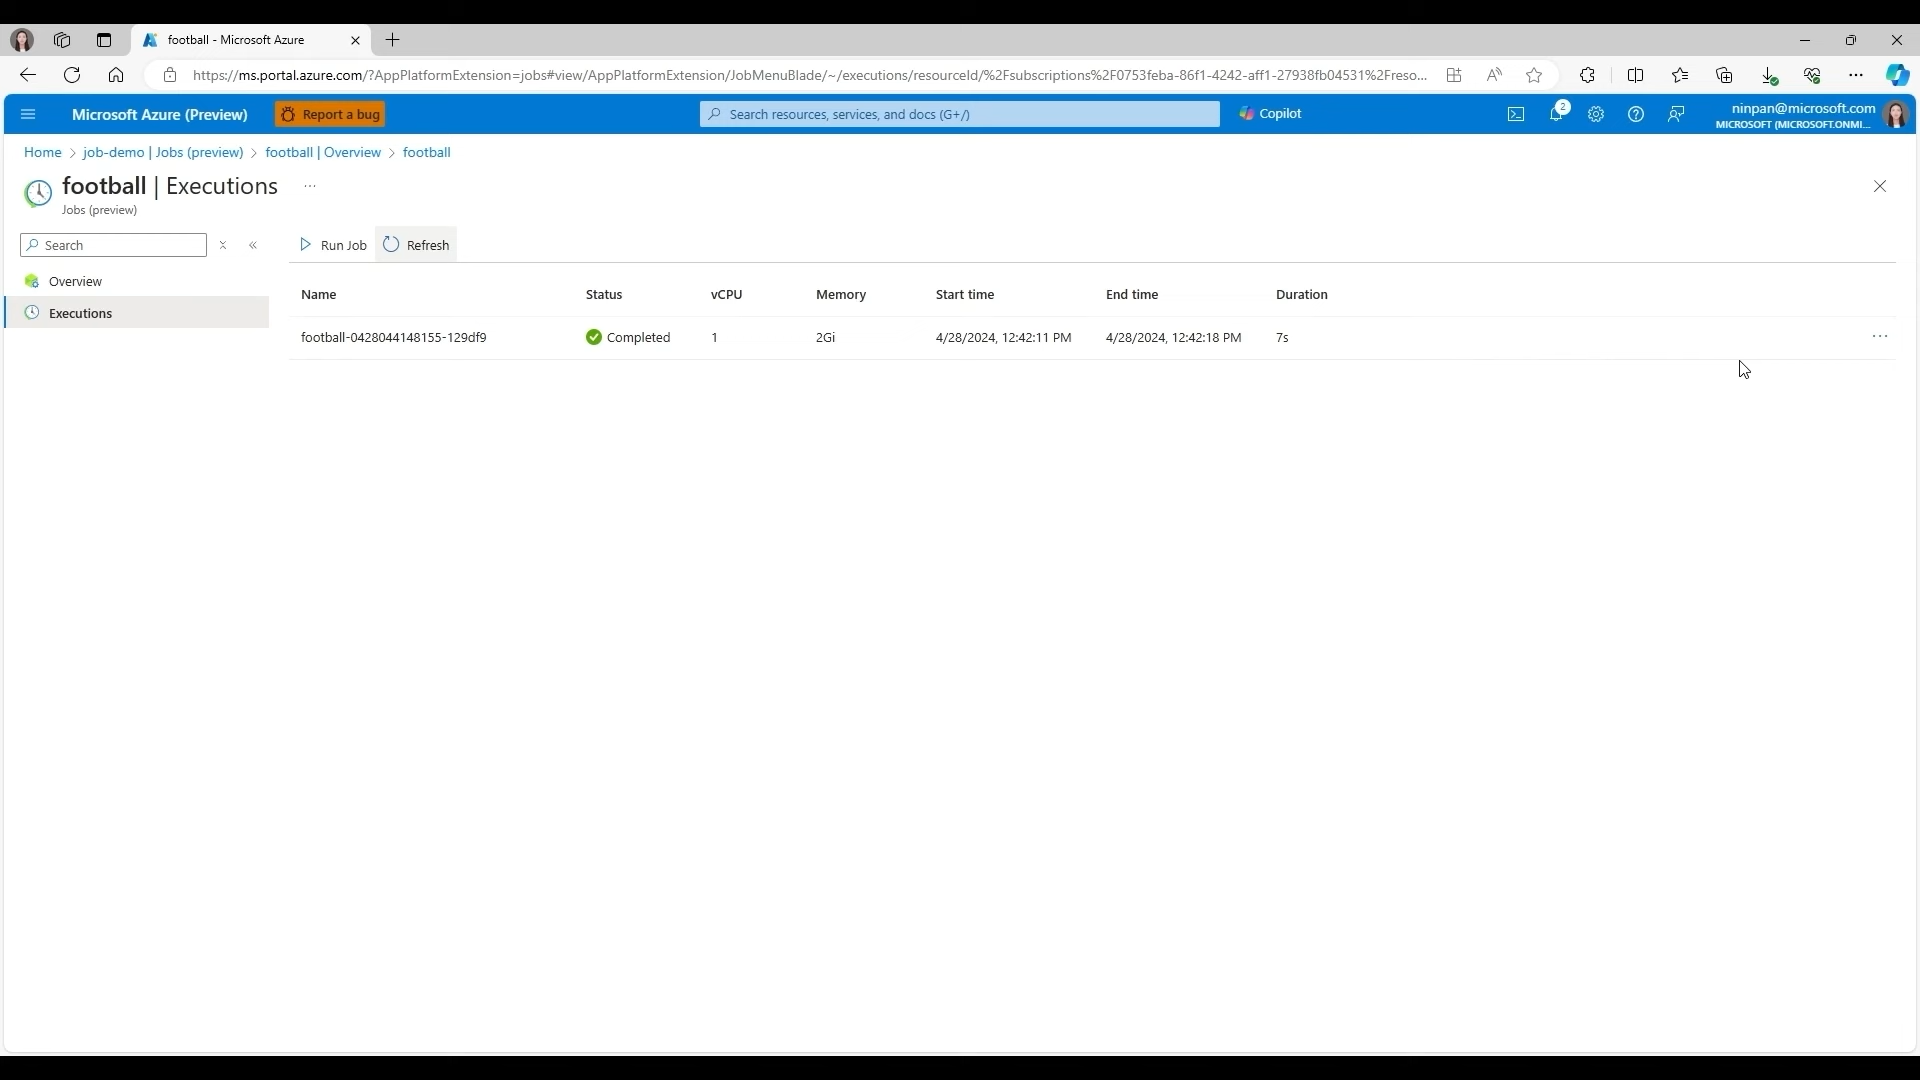 football - Microsoft Azure
https://ms.portal.azure.com/?AppPlatformExtension=jobs#view/AppPlatformExtension/JobMenuBlade/~/executions/resourceId/%2Fsubscriptions%2F0753feba-86f1-4242-aff1-27938fb04531%2Freso...
Microsoft Azure (Preview) Report a bug Search resources, services, and docs (G+/) Copilot 2 ninpan@microsoft.com
MICROSOFT (MICROSOFT.ONMI...
Home > job-demo | Jobs (preview) > football | Overview > football
football | Executions ...
Jobs (preview)
Search Run Job Refresh
Overview
Executions
Name Status vCPU Memory Start time End time Duration
football-0428044148155-129df9 Completed 1 2Gi 4/28/2024, 12:42:11 PM 4/28/2024, 12:42:18 PM 7s ...